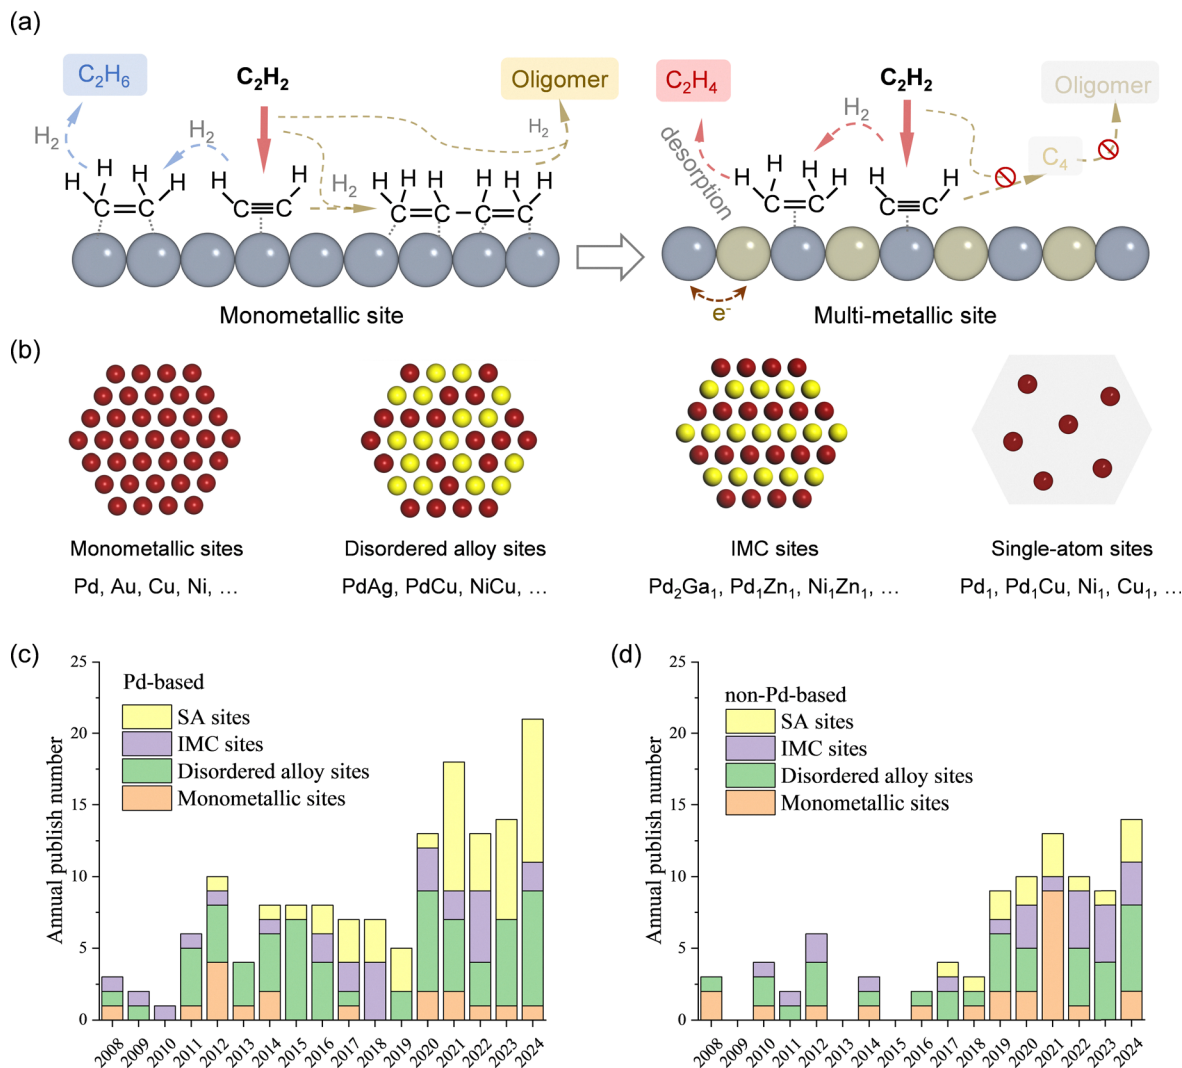 (a)
C₂H₆
C₂H₂
Oligomer
H₂
H₂
H₂
H₂
H H H
C=C
H H
C≡C
H H H H H
C=C–C=C
Monometallic site
C₂H₄
C₂H₂
Oligomer
H₂
C₄
desorption
H H H H
C=C
H H
C≡C
e⁻
Multi-metallic site
(b)
Monometallic sites
Pd, Au, Cu, Ni, …
Disordered alloy sites
PdAg, PdCu, NiCu, …
IMC sites
Pd₂Ga₁, Pd₁Zn₁, Ni₁Zn₁, …
Single-atom sites
Pd₁, Pd₁Cu, Ni₁, Cu₁, …
(c)
Pd-based
SA sites
IMC sites
Disordered alloy sites
Monometallic sites
Annual publish number
25
20
15
10
5
0
2008 2009 2010 2011 2012 2013 2014 2015 2016 2017 2018 2019 2020 2021 2022 2023 2024
(d)
non-Pd-based
SA sites
IMC sites
Disordered alloy sites
Monometallic sites
Annual publish number
25
20
15
10
5
0
2008 2009 2010 2011 2012 2013 2014 2015 2016 2017 2018 2019 2020 2021 2022 2023 2024